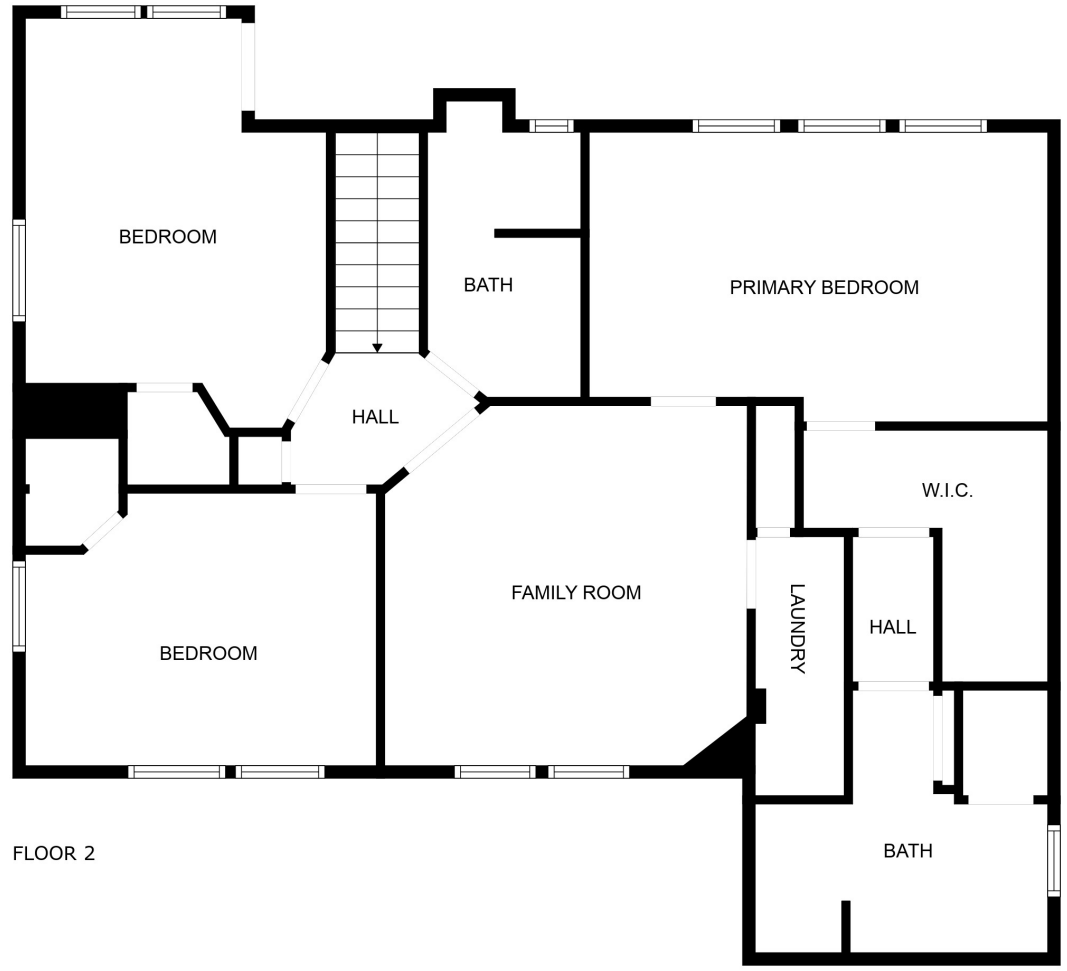 BEDROOM
BATH
PRIMARY BEDROOM
HALL
W.I.C.
FAMILY ROOM
LAUNDRY
HALL
BEDROOM
BATH
FLOOR 2